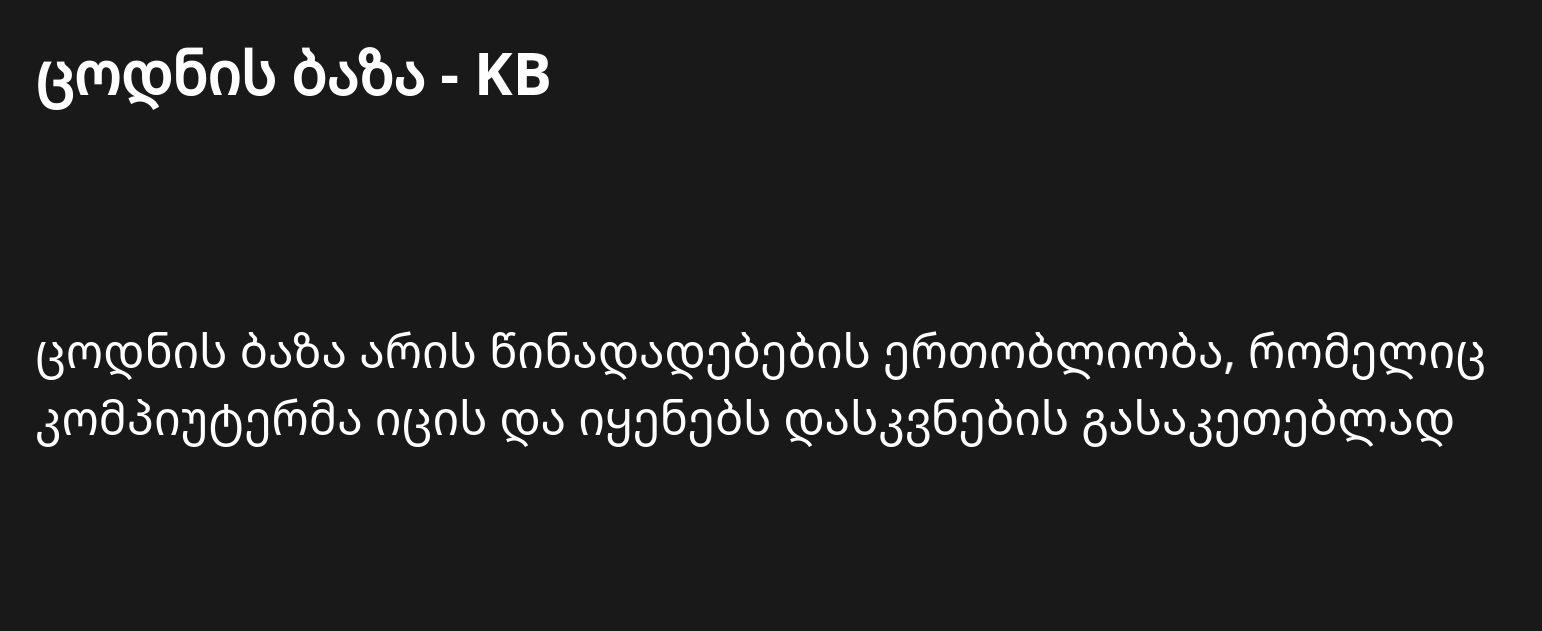 ცოდნის ბაზა - KB
ცოდნის ბაზა არის წინადადებების ერთობლიობა, რომელიც
კომპიუტერმა იცის და იყენებს დასკვნების გასაკეთებლად